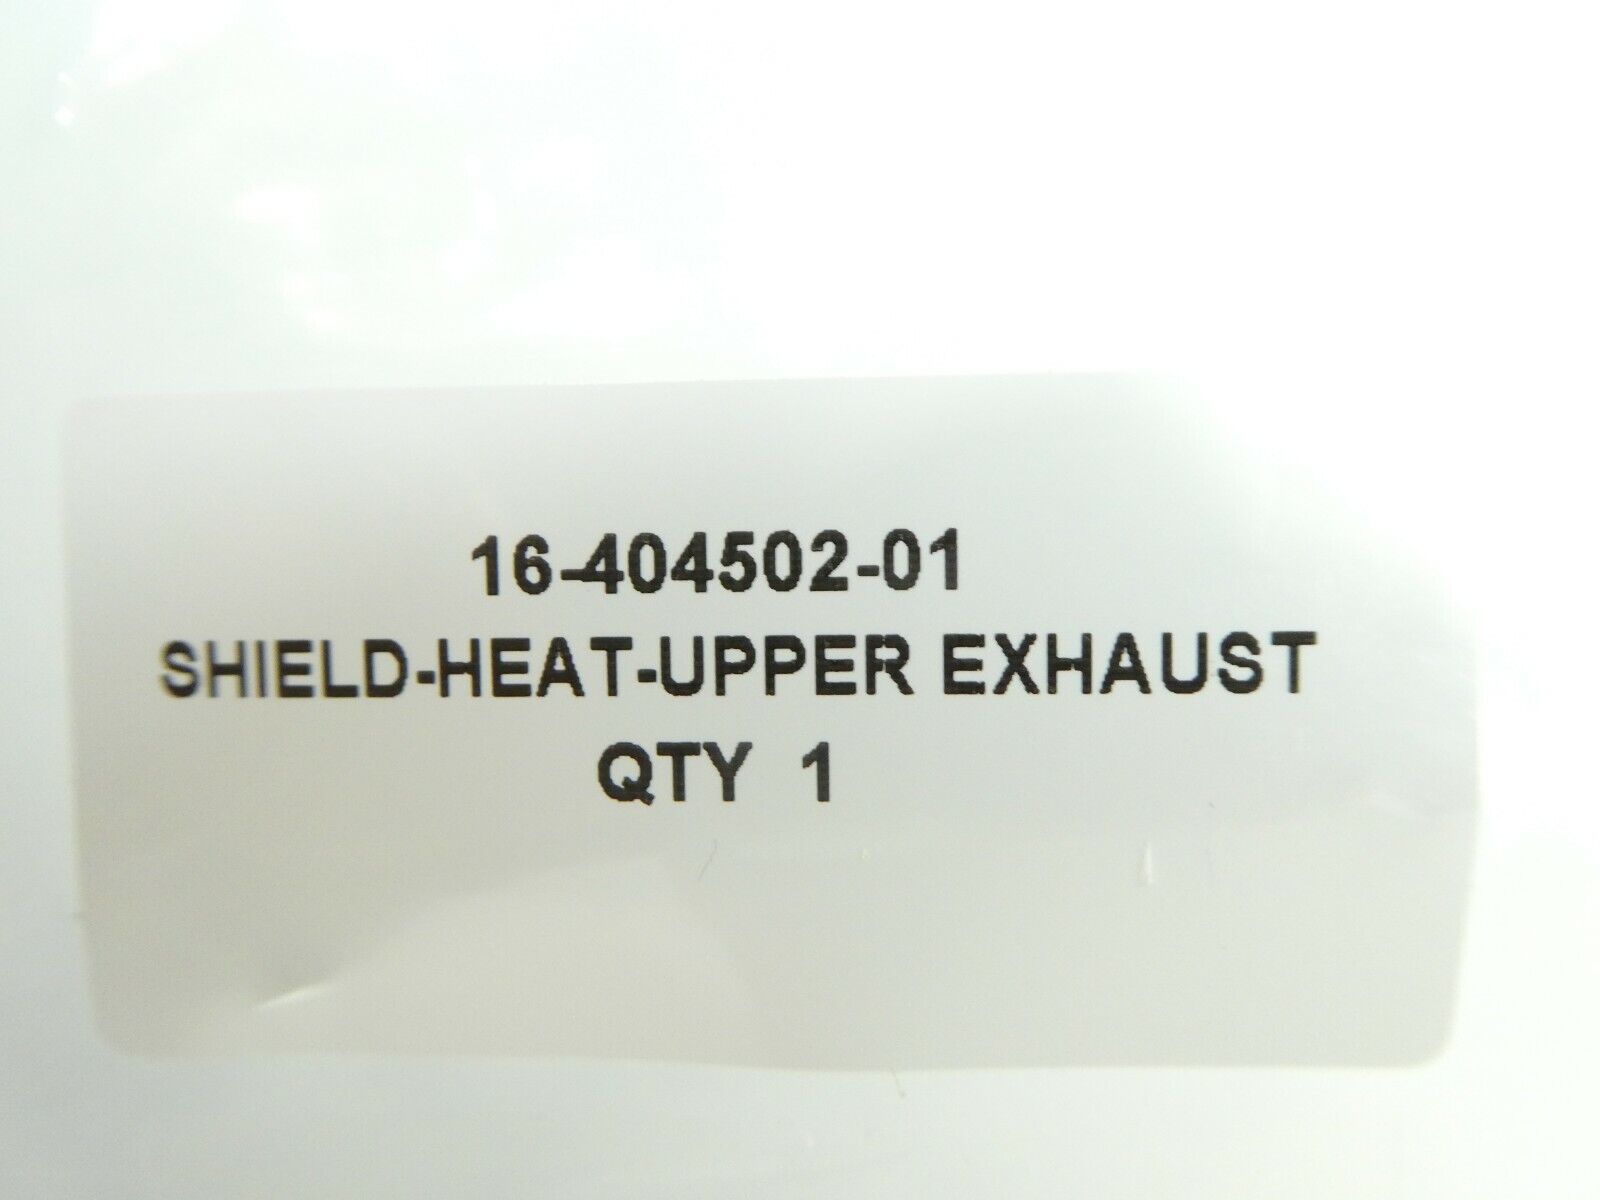 16-404502-01
SHIELD-HEAT-UPPER EXHAUST
QTY 1